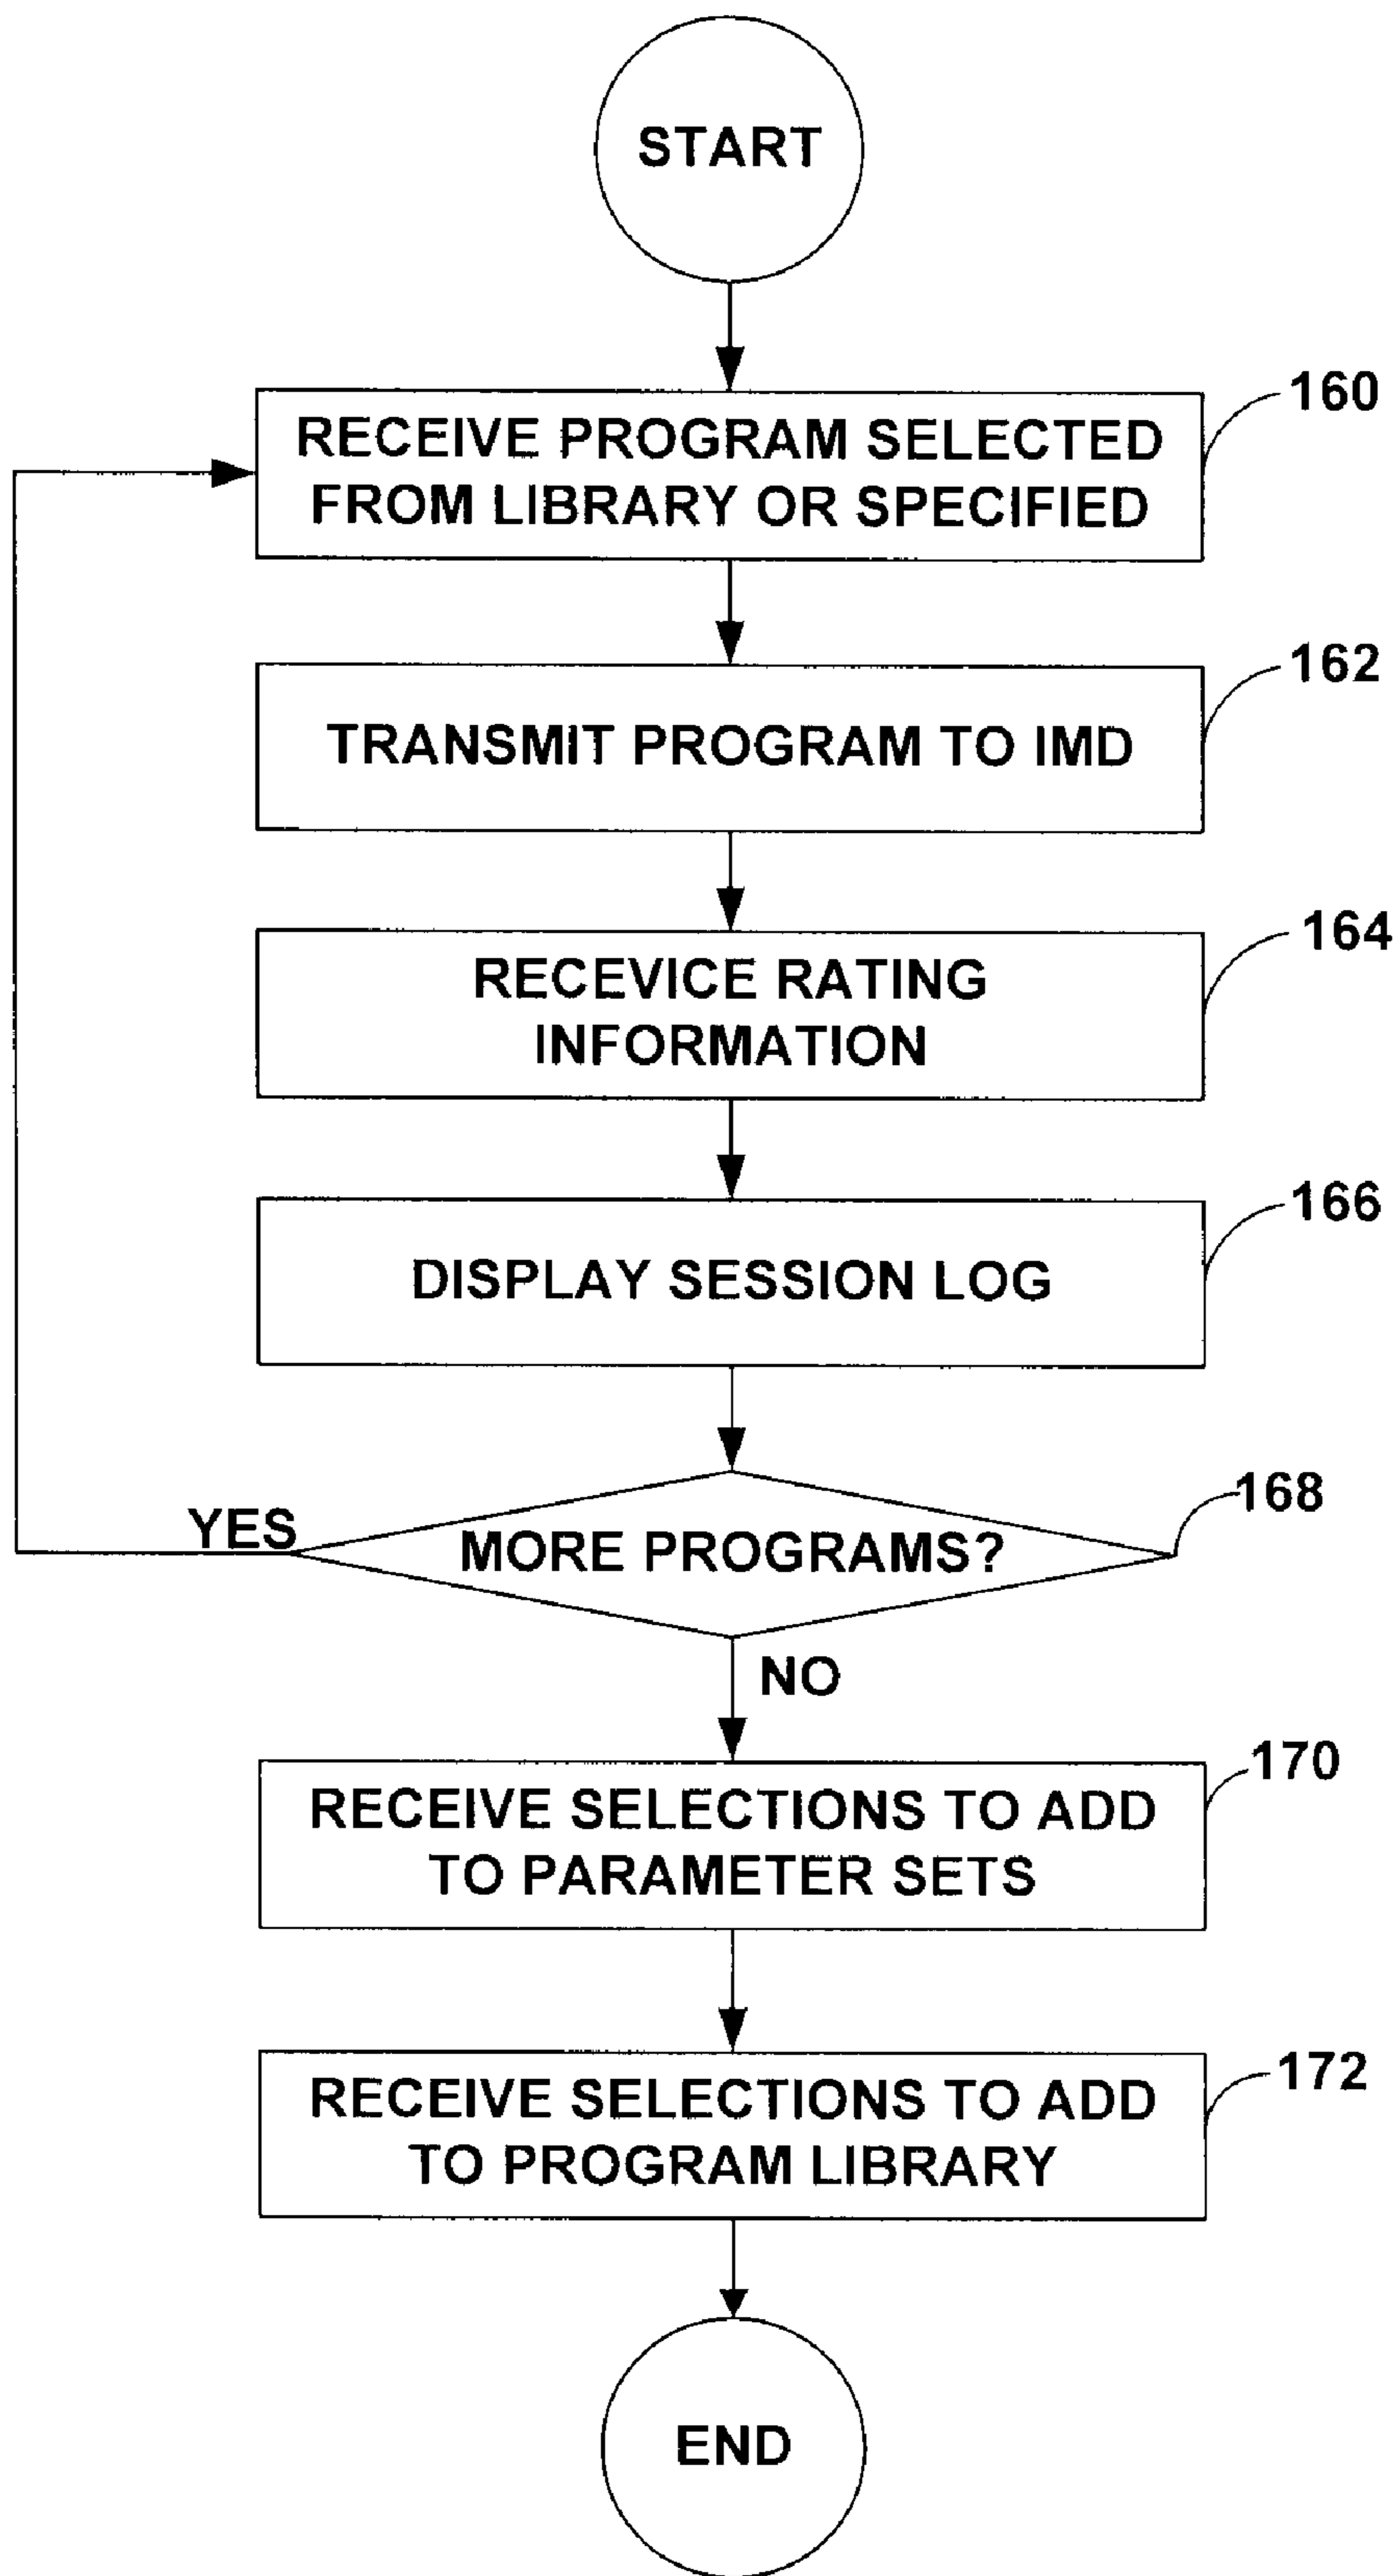 START
160
RECEIVE PROGRAM SELECTED
FROM LIBRARY OR SPECIFIED
162
TRANSMIT PROGRAM TO IMD
164
RECEVICE RATING
INFORMATION
166
DISPLAY SESSION LOG
168
YES
MORE PROGRAMS?
NO
170
RECEIVE SELECTIONS TO ADD
TO PARAMETER SETS
172
RECEIVE SELECTIONS TO ADD
TO PROGRAM LIBRARY
END